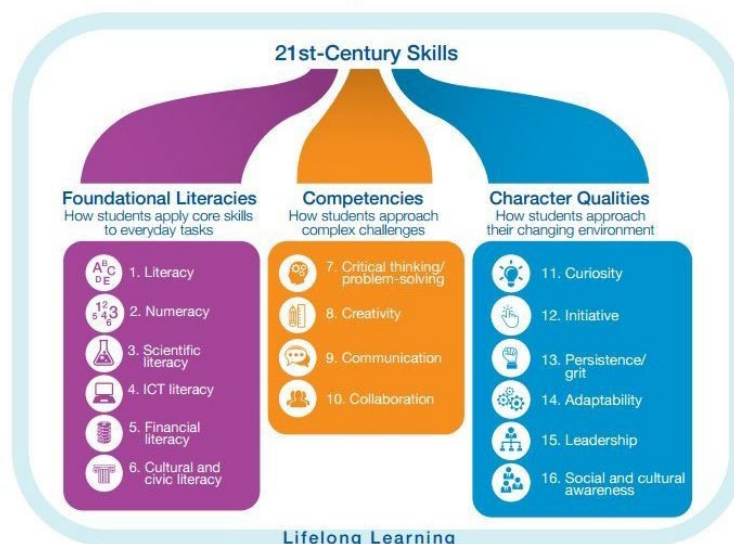 21st-Century Skills
Foundational Literacies
How students apply core skills
to everyday tasks
ABCDE
1. Literacy
123456
2. Numeracy
3. Scientific
literacy
4. ICT literacy
5. Financial
literacy
6. Cultural and
civic literacy
Competencies
How students approach
complex challenges
7. Critical thinking/
problem-solving
8. Creativity
9. Communication
10. Collaboration
Character Qualities
How students approach
their changing environment
11. Curiosity
12. Initiative
13. Persistence/
grit
14. Adaptability
15. Leadership
16. Social and cultural
awareness
Lifelong Learning